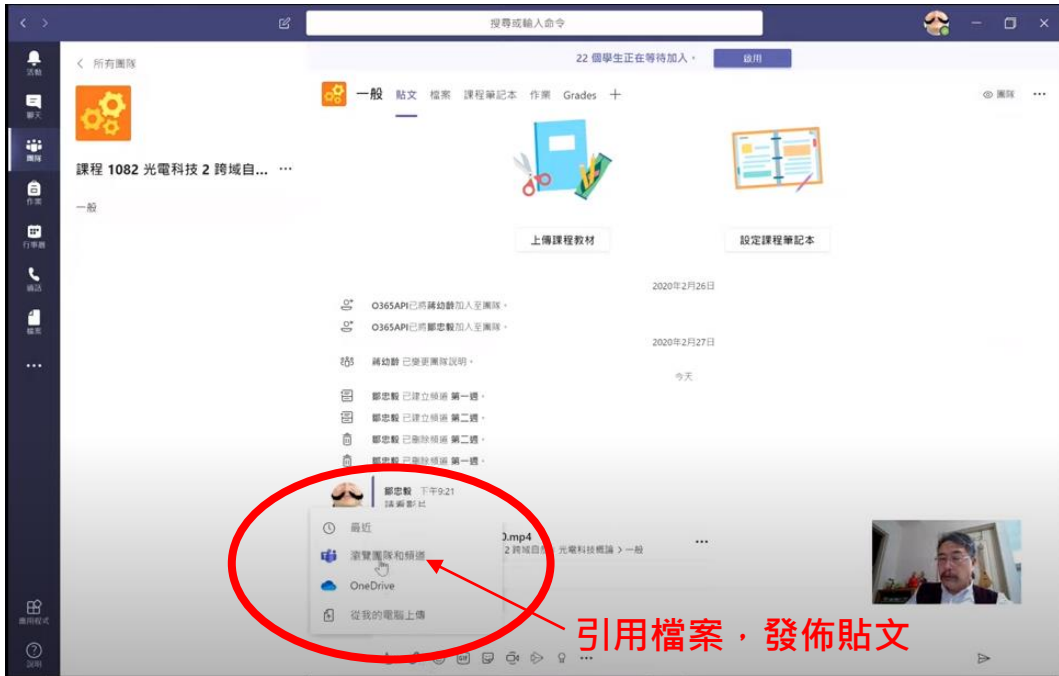 搜尋或輸入命令
22 個學生正在等待加入。 啟用
活動
聊天
團隊
作業
行事曆
通話
檔案
應用程式
說明
所有團隊
課程 1082 光電科技 2 跨域自... ...
一般
一般 貼文 檔案 課程筆記本 作業 Grades
團隊 ...
上傳課程教材 設定課程筆記本
2020年2月26日
O365API已將蔣幼齡加入至團隊。
O365API已將鄒忠毅加入至團隊。
2020年2月27日
蔣幼齡 已變更團隊說明。
今天
鄒忠毅 已建立頻道 第一週。
鄒忠毅 已建立頻道 第二週。
鄒忠毅 已刪除頻道 第二週。
鄒忠毅 已刪除頻道 第一週。
鄒忠毅 下午9:21
請看影片
.mp4 ...
2 跨域自 光電科技概論 > 一般
最近
瀏覽團隊和頻道
OneDrive
從我的電腦上傳
引用檔案，發佈貼文
GIF